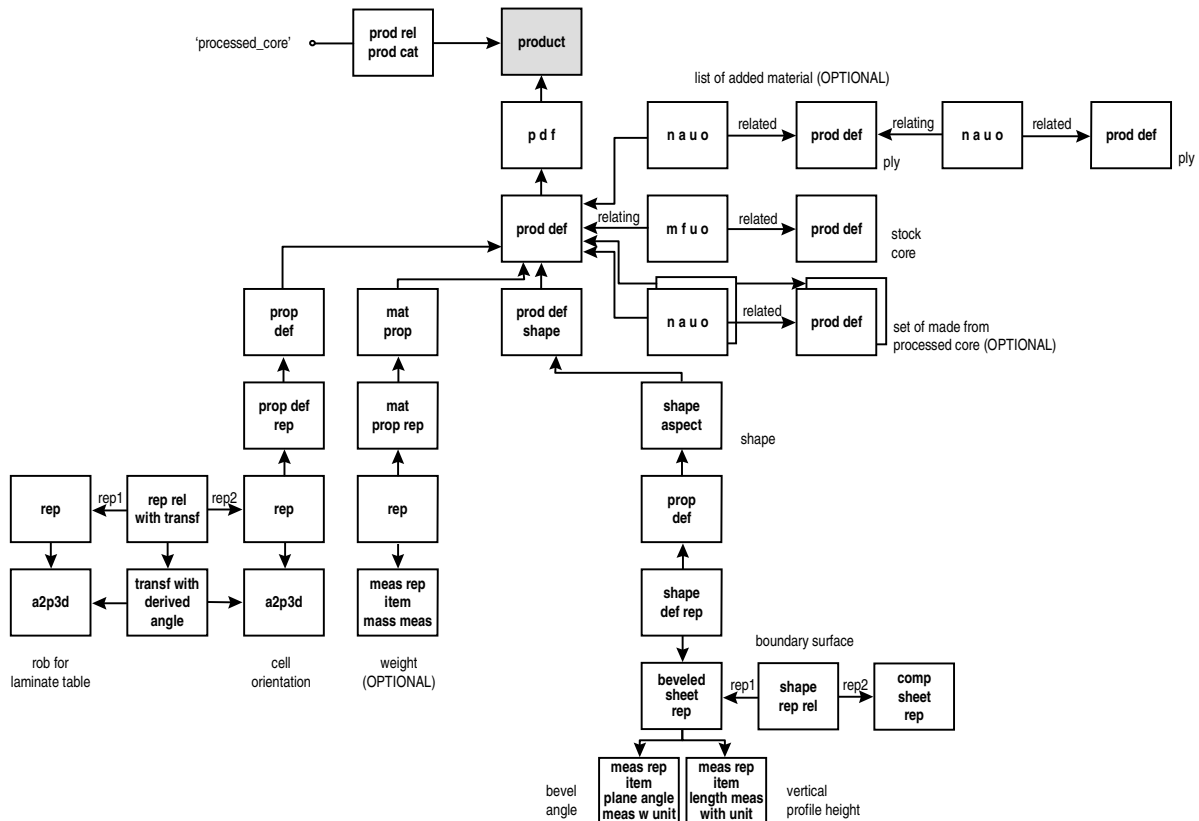 'processed_core'
prod rel
prod cat
product
list of added material (OPTIONAL)
p d f
n a u o
related
prod def
ply
relating
n a u o
related
prod def
ply
prod def
relating
m f u o
related
prod def
stock
core
prop
def
mat
prop
prod def
shape
n a u o
related
prod def
set of made from
processed core (OPTIONAL)
prop def
rep
mat
prop rep
shape
aspect
shape
rep
rep1
rep rel
with transf
rep2
rep
rep
prop
def
a2p3d
transf with
derived
angle
a2p3d
meas rep
item
mass meas
shape
def rep
rob for
laminate table
cell
orientation
weight
(OPTIONAL)
boundary surface
beveled
sheet
rep
rep1
shape
rep rel
rep2
comp
sheet
rep
bevel
angle
meas rep
item
plane angle
meas w unit
meas rep
item
length meas
with unit
vertical
profile height